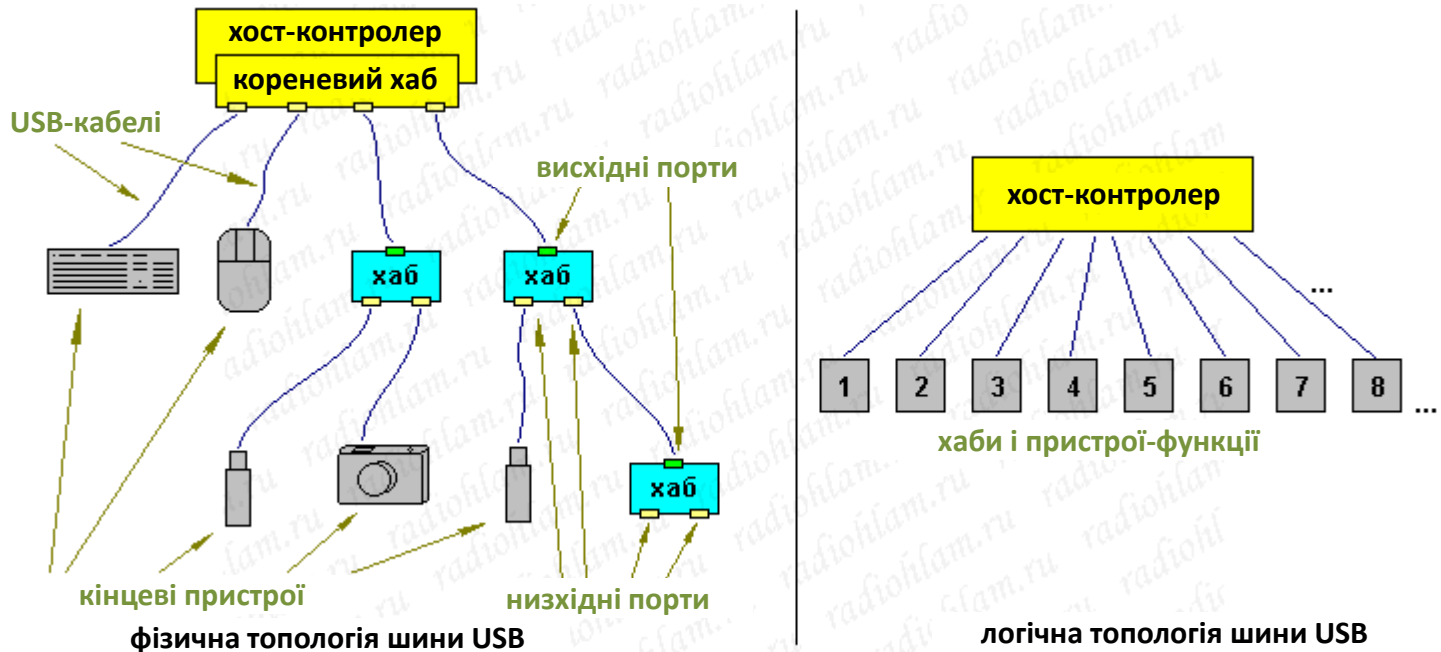 хост-контролер
кореневий хаб
USB-кабелі
висхідні порти
хаб
хаб
хаб
кінцеві пристрої
низхідні порти
фізична топологія шини USB
хост-контролер
...
1 2 3 4 5 6 7 8 ...
хаби і пристрої-функції
логічна топологія шини USB
radiohlam.ru